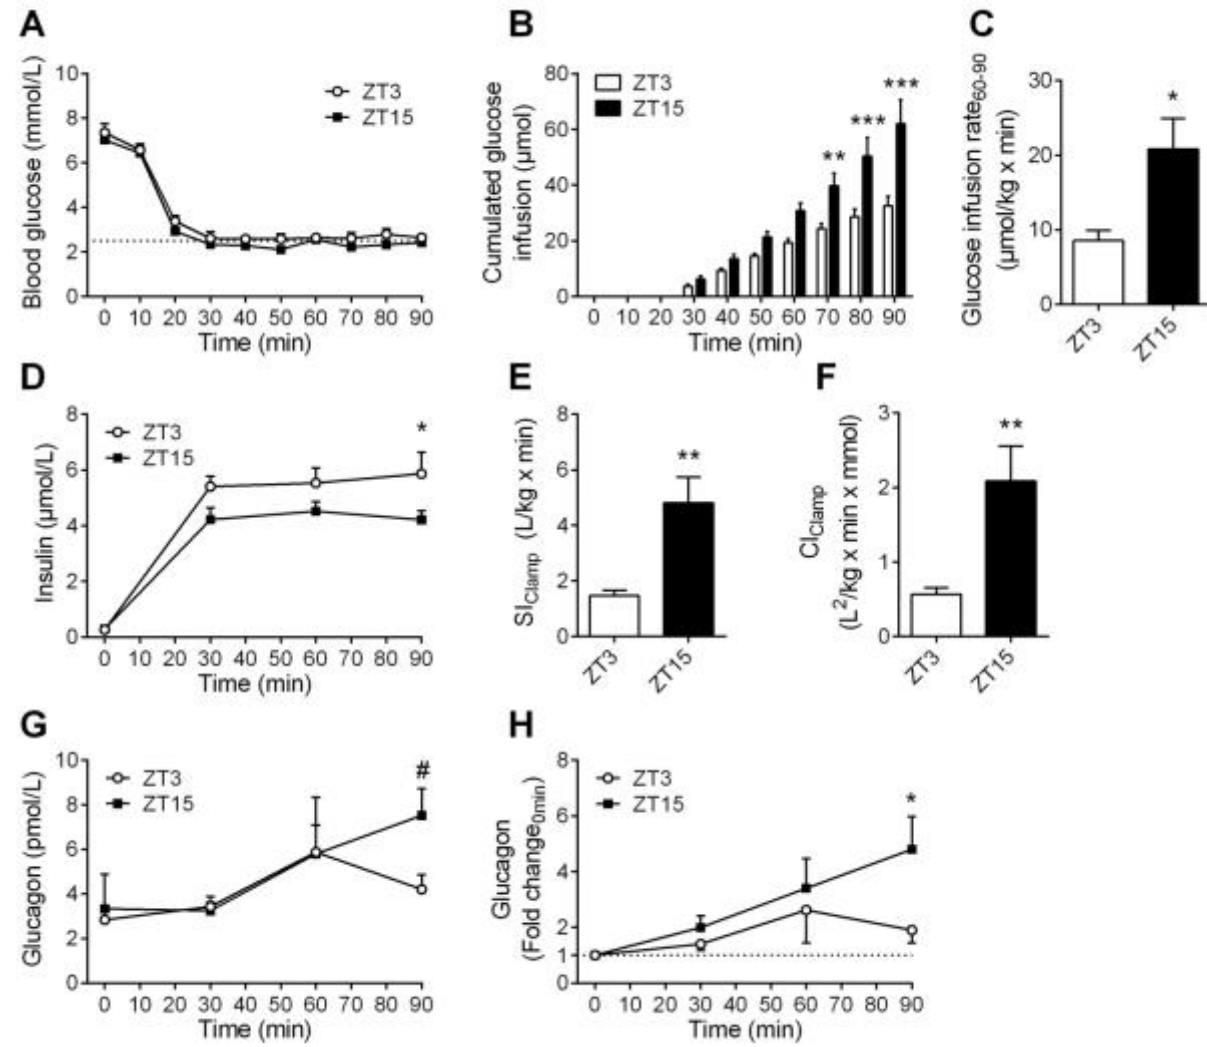 A
Blood glucose (mmol/L)
10
8
6
4
2
0
ZT3
ZT15
0 10 20 30 40 50 60 70 80 90
Time (min)
B
Cumulated glucose
infusion (µmol)
80
60
40
20
0
ZT3
ZT15
** *** ***
0 10 20 30 40 50 60 70 80 90
Time (min)
C
Glucose infusion rate60-90
(µmol/kg x min)
30
20
10
0
*
ZT3 ZT15
D
Insulin (µmol/L)
8
6
4
2
0
ZT3
ZT15
*
0 10 20 30 40 50 60 70 80 90
Time (min)
E
SIClamp (L/kg x min)
8
6
4
2
0
**
ZT3 ZT15
F
CIClamp
(L²/kg x min x mmol)
3
2
1
0
**
ZT3 ZT15
G
Glucagon (pmol/L)
10
8
6
4
2
0
ZT3
ZT15
#
0 10 20 30 40 50 60 70 80 90
Time (min)
H
Glucagon
(Fold change0min)
8
6
4
2
1
0
ZT3
ZT15
*
0 10 20 30 40 50 60 70 80 90
Time (min)